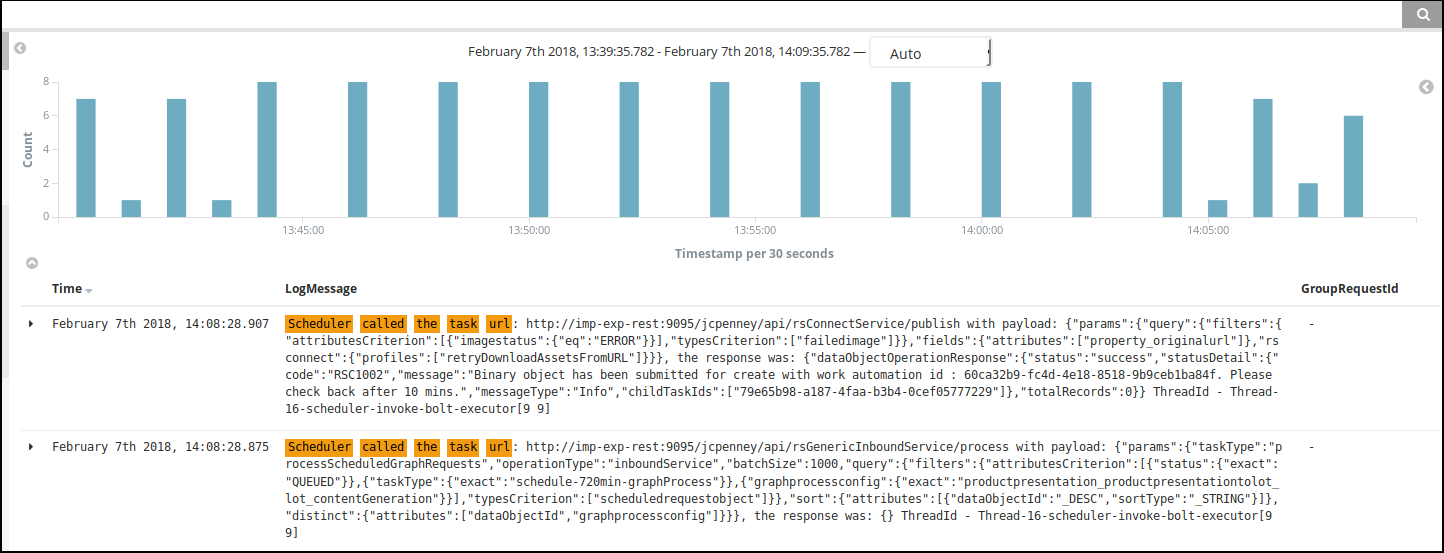 February 7th 2018, 13:39:35.782 - February 7th 2018, 14:09:35.782 — Auto
8
6
4
2
0
Count
13:45:00 13:50:00 13:55:00 14:00:00 14:05:00
Timestamp per 30 seconds
Time LogMessage GroupRequestId
February 7th 2018, 14:08:28.907 Scheduler called the task url: http://imp-exp-rest:9095/jcpenney/api/rsConnectService/publish with payload: {"params":{"query":{"filters":{ -
"attributesCriterion":[{"imagestatus":{"eq":"ERROR"}}],"typesCriterion":["failedimage"]}},"fields":{"attributes":["property_originalurl"]},"rs
connect":{"profiles":["retryDownloadAssetsFromURL"]}}}, the response was: {"dataObjectOperationResponse":{"status":"success","statusDetail":{"
code":"RSC1002","message":"Binary object has been submitted for create with work automation id : 60ca32b9-fc4d-4e18-8518-9b9ceb1ba84f. Please
check back after 10 mins.","messageType":"Info","childTaskIds":["79e65b98-a187-4faa-b3b4-0cef05777229"]},"totalRecords":0}} ThreadId - Thread-
16-scheduler-invoke-bolt-executor[9 9]
February 7th 2018, 14:08:28.875 Scheduler called the task url: http://imp-exp-rest:9095/jcpenney/api/rsGenericInboundService/process with payload: {"params":{"taskType":"p -
rocessScheduledGraphRequests","operationType":"inboundService","batchSize":1000,"query":{"filters":{"attributesCriterion":[{"status":{"exact":
"QUEUED"}},{"taskType":{"exact":"schedule-720min-graphProcess"}},{"graphprocessconfig":{"exact":"productpresentation_productpresentationtolot_
lot_contentGeneration"}}],"typesCriterion":["scheduledrequestobject"]}},"sort":{"attributes":[{"dataObjectId":"_DESC","sortType":"_STRING"}]},
"distinct":{"attributes":["dataObjectId","graphprocessconfig"]}}}, the response was: {} ThreadId - Thread-16-scheduler-invoke-bolt-executor[9
9]